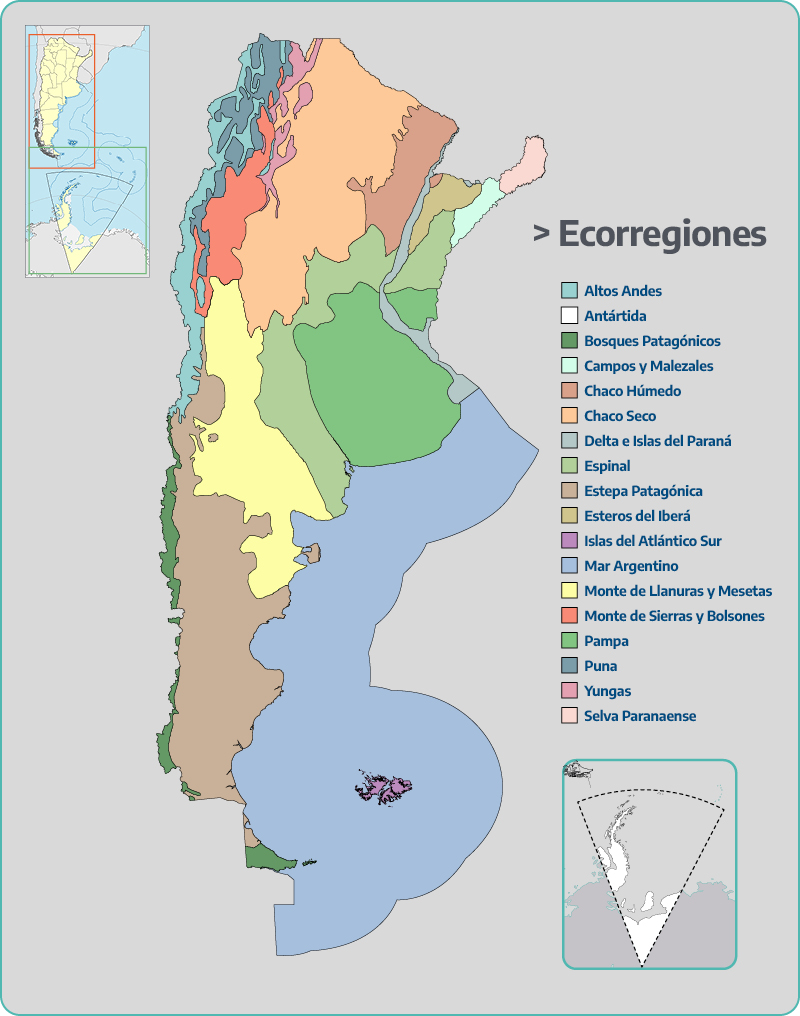 > Ecorregiones
Altos Andes
Antártida
Bosques Patagónicos
Campos y Malezales
Chaco Húmedo
Chaco Seco
Delta e Islas del Paraná
Espinal
Estepa Patagónica
Esteros del Iberá
Islas del Atlántico Sur
Mar Argentino
Monte de Llanuras y Mesetas
Monte de Sierras y Bolsones
Pampa
Puna
Yungas
Selva Paranaense